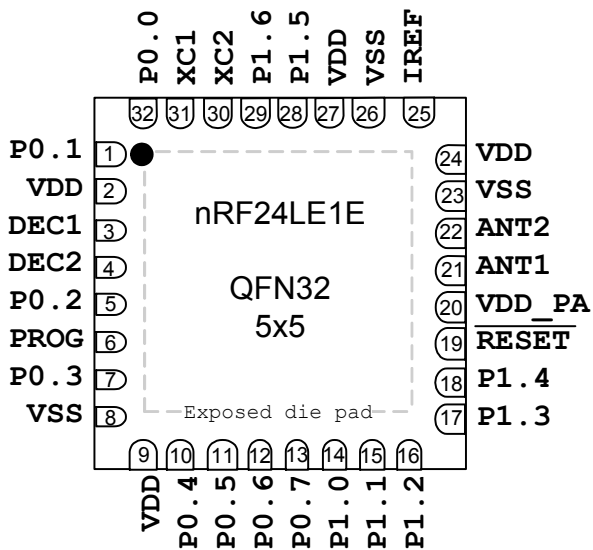 P0.0
XC1
XC2
P1.6
P1.5
VDD
VSS
IREF
32
31
30
29
28
27
26
25
P0.1 1
VDD 2
DEC1 3
DEC2 4
P0.2 5
PROG 6
P0.3 7
VSS 8
nRF24LE1E
QFN32
5x5
Exposed die pad
24 VDD
23 VSS
22 ANT2
21 ANT1
20 VDD_PA
19 RESET
18 P1.4
17 P1.3
9
10
11
12
13
14
15
16
VDD
P0.4
P0.5
P0.6
P0.7
P1.0
P1.1
P1.2